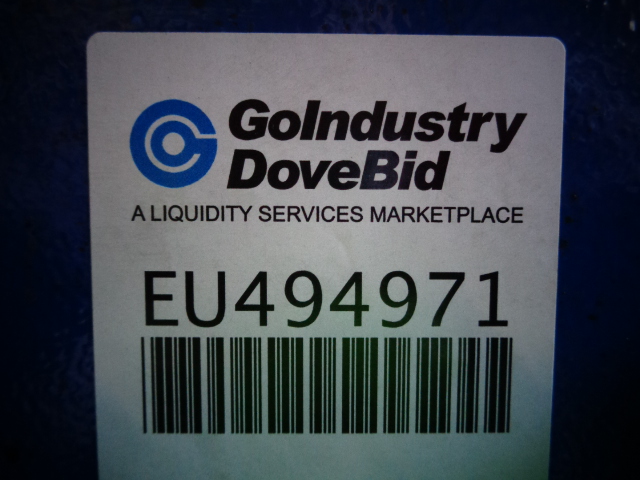 GoIndustry
DoveBid
A LIQUIDITY SERVICES MARKETPLACE
EU494971